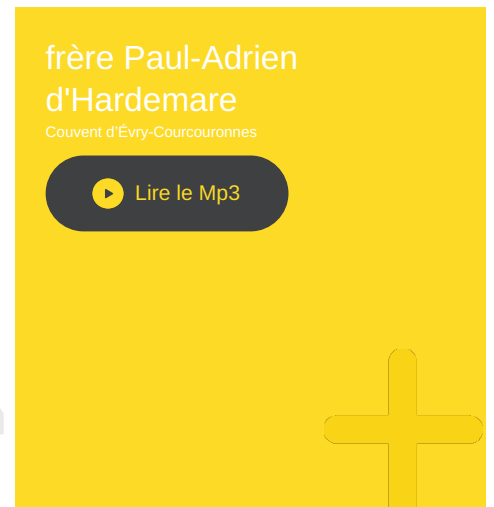 frère Paul-Adrien
d'Hardemare
Couvent d'Évry-Courcouronnes
Lire le Mp3